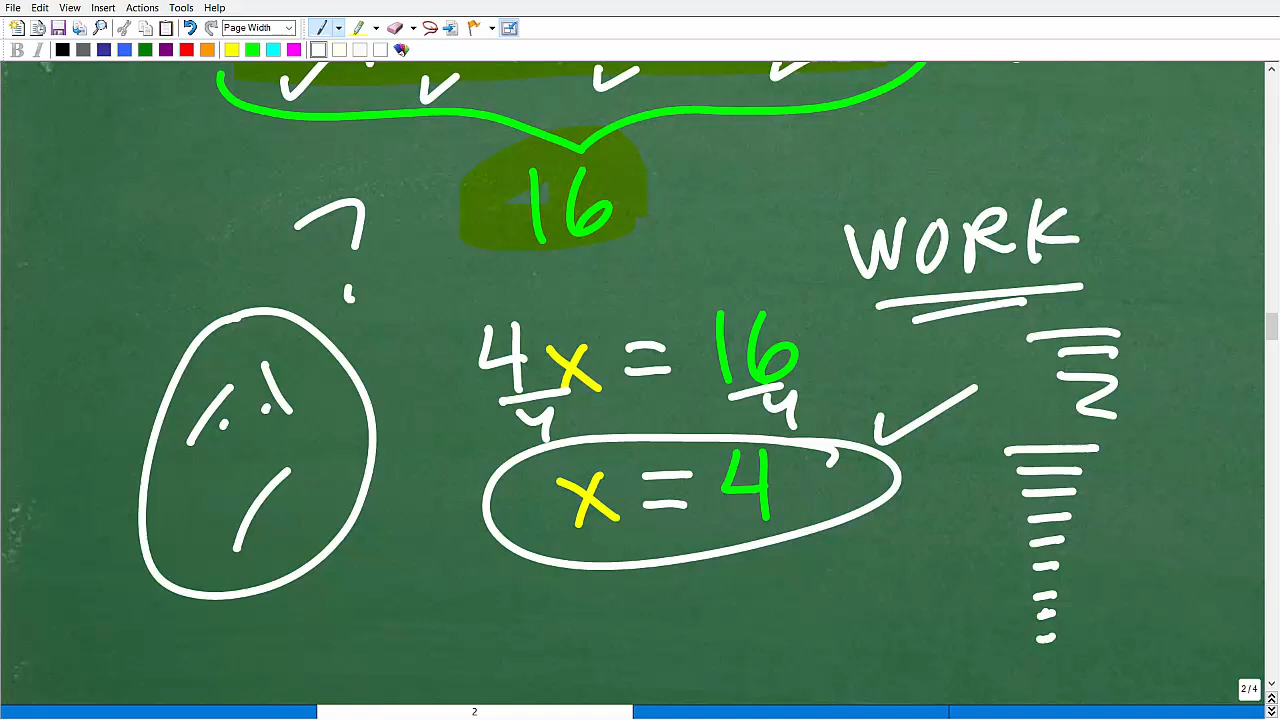 File Edit View Insert Actions Tools Help
Page Width
B I
16
?
WORK
4x = 16
4 4
x = 4
2/4
2